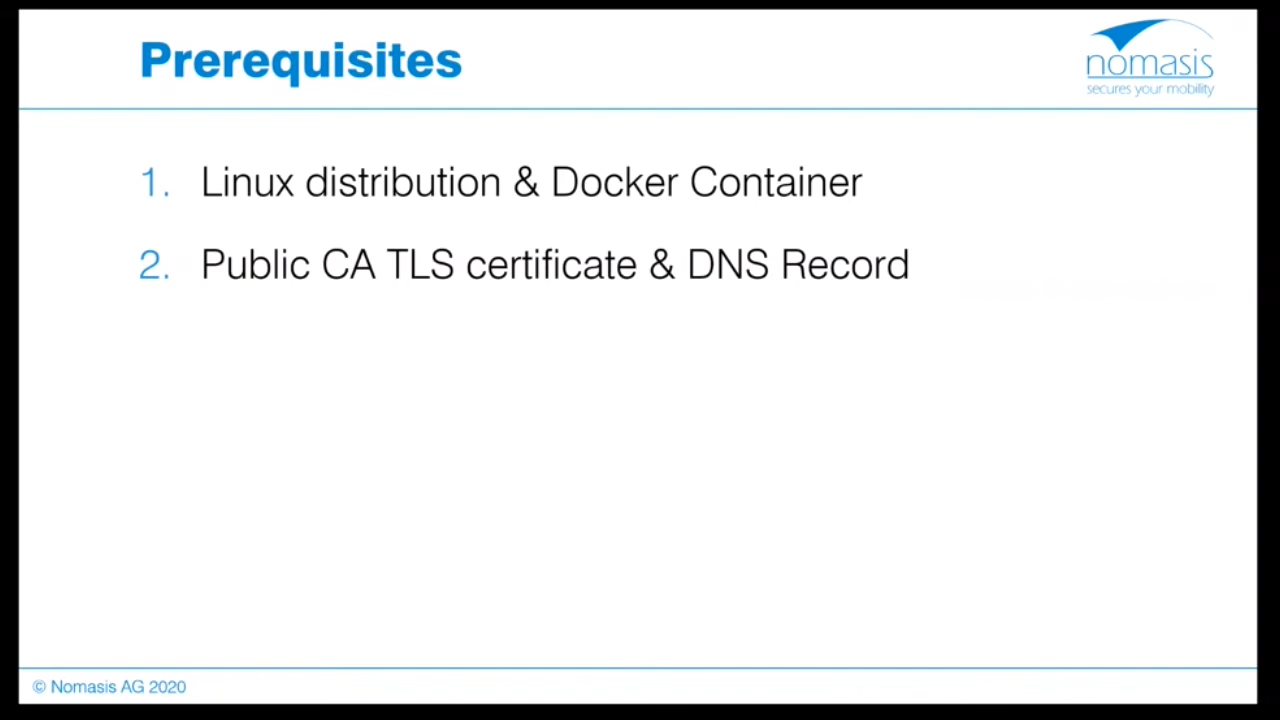 Prerequisites
nomasis
secures your mobility
1. Linux distribution & Docker Container
2. Public CA TLS certificate & DNS Record
© Nomasis AG 2020